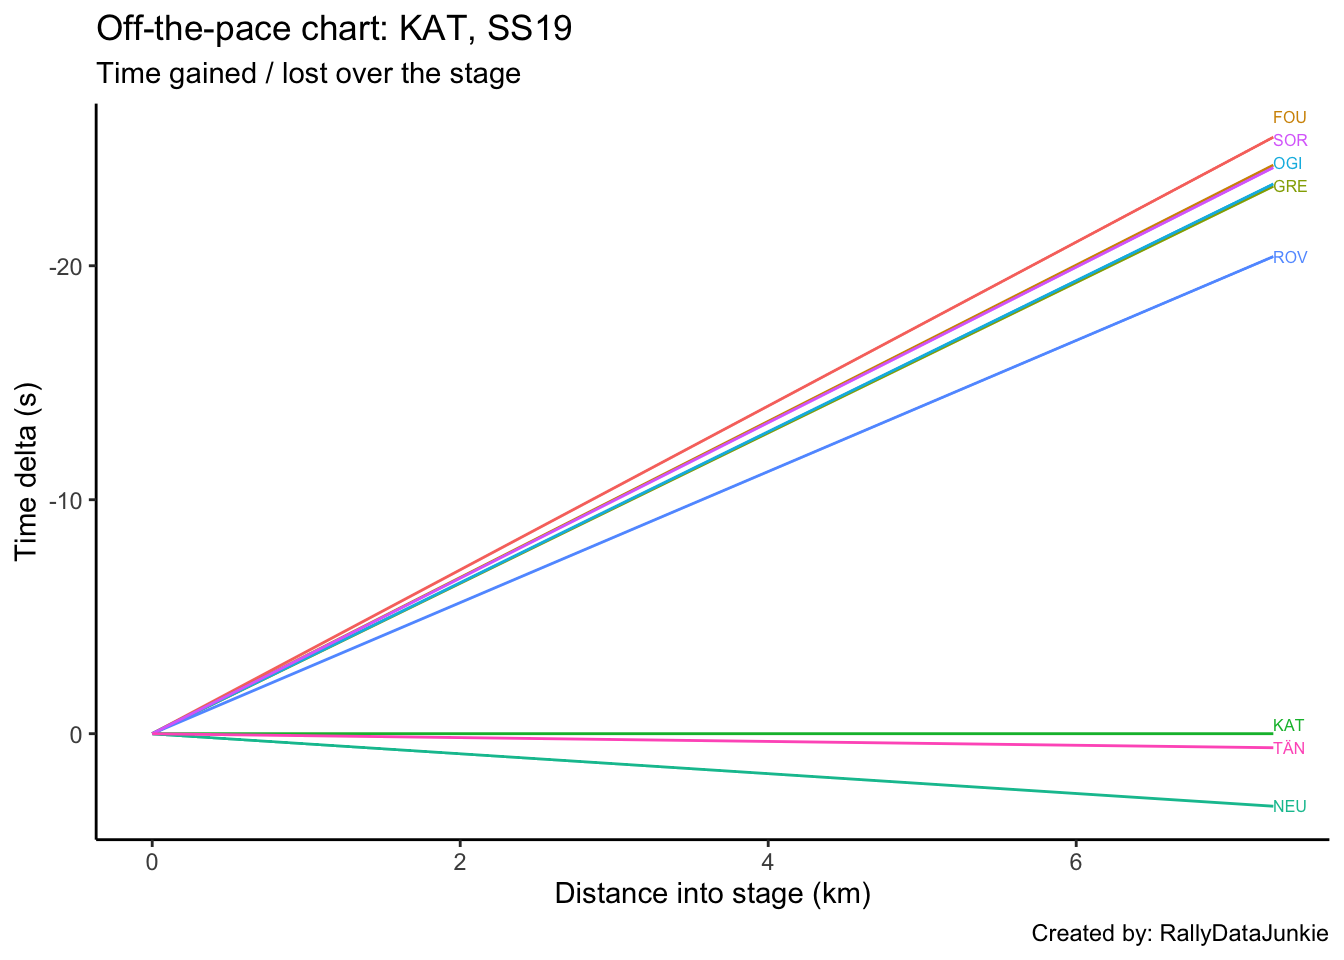 Off-the-pace chart: KAT, SS19
Time gained / lost over the stage
FOU
SOR
OGI
GRE
ROV
KAT
TÄN
NEU
-20
-10
0
Time delta (s)
0 2 4 6
Distance into stage (km)
Created by: RallyDataJunkie